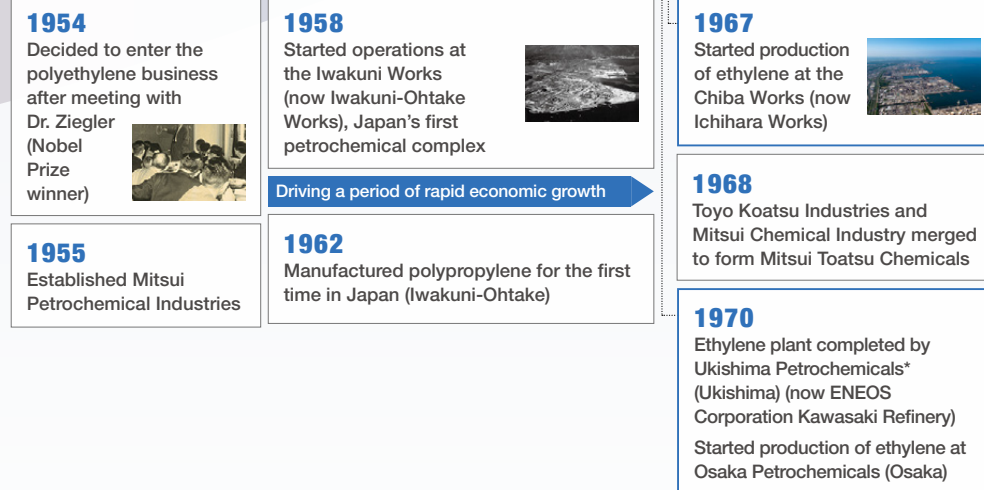 1954
Decided to enter the
polyethylene business
after meeting with
Dr. Ziegler
(Nobel
Prize
winner)
1955
Established Mitsui
Petrochemical Industries
1958
Started operations at
the Iwakuni Works
(now Iwakuni-Ohtake
Works), Japan’s first
petrochemical complex
Driving a period of rapid economic growth
1962
Manufactured polypropylene for the first
time in Japan (Iwakuni-Ohtake)
1967
Started production
of ethylene at the
Chiba Works (now
Ichihara Works)
1968
Toyo Koatsu Industries and
Mitsui Chemical Industry merged
to form Mitsui Toatsu Chemicals
1970
Ethylene plant completed by
Ukishima Petrochemicals*
(Ukishima) (now ENEOS
Corporation Kawasaki Refinery)
Started production of ethylene at
Osaka Petrochemicals (Osaka)